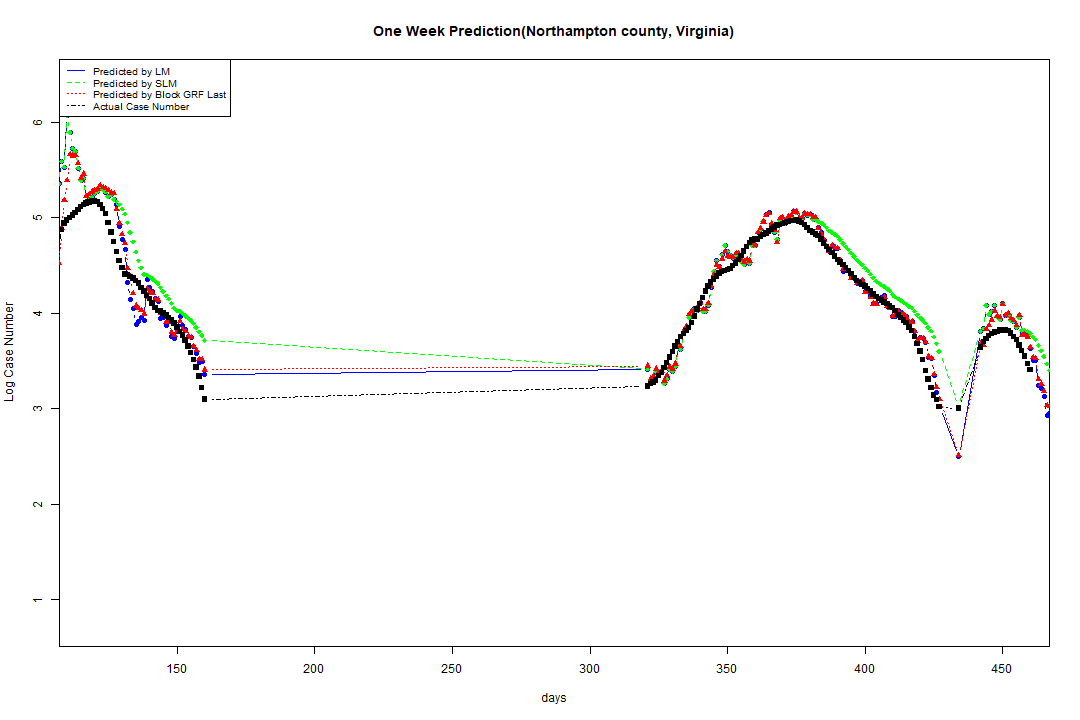 One Week Prediction(Northampton county, Virginia)
Predicted by LM
Predicted by SLM
Predicted by Block GRF Last
Actual Case Number
Log Case Number
6
5
4
3
2
1
150 200 250 300 350 400 450
days